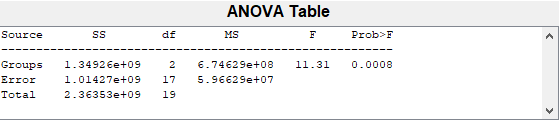 ANOVA Table
Source SS df MS F Prob>F
---------------------------------------------------------
Groups 1.34926e+09 2 6.74629e+08 11.31 0.0008
Error 1.01427e+09 17 5.96629e+07
Total 2.36353e+09 19